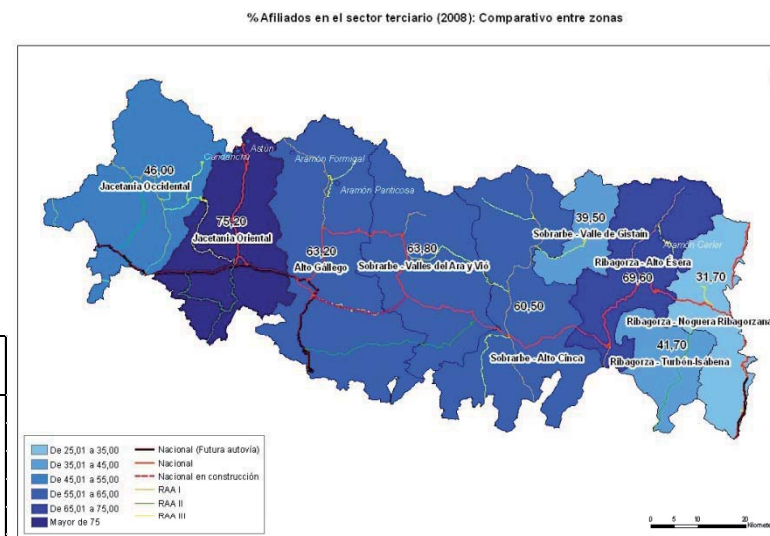 % Afiliados en el sector terciario (2008): Comparativo entre zonas
46,00
Jacetania Occidental
Candanchú
Astún
75,20
Jacetania Oriental
Aramón Formigal
Aramón Panticosa
63,20
Alto Gállego
63,80
Sobrarbe - Valles del Ara y Vió
39,50
Sobrarbe - Valle de Gistaín
60,50
Sobrarbe - Alto Cinca
Aramón Cerler
Ribagorza - Alto Ésera
69,60
31,70
Ribagorza - Noguera Ribagorzana
41,70
Ribagorza - Turbón-Isábena
De 25,01 a 35,00
De 35,01 a 45,00
De 45,01 a 55,00
De 55,01 a 65,00
De 65,01 a 75,00
Mayor de 75
Nacional (Futura autovía)
Nacional
Nacional en construcción
RAA I
RAA II
RAA III
0 5 10 20
Kilomete